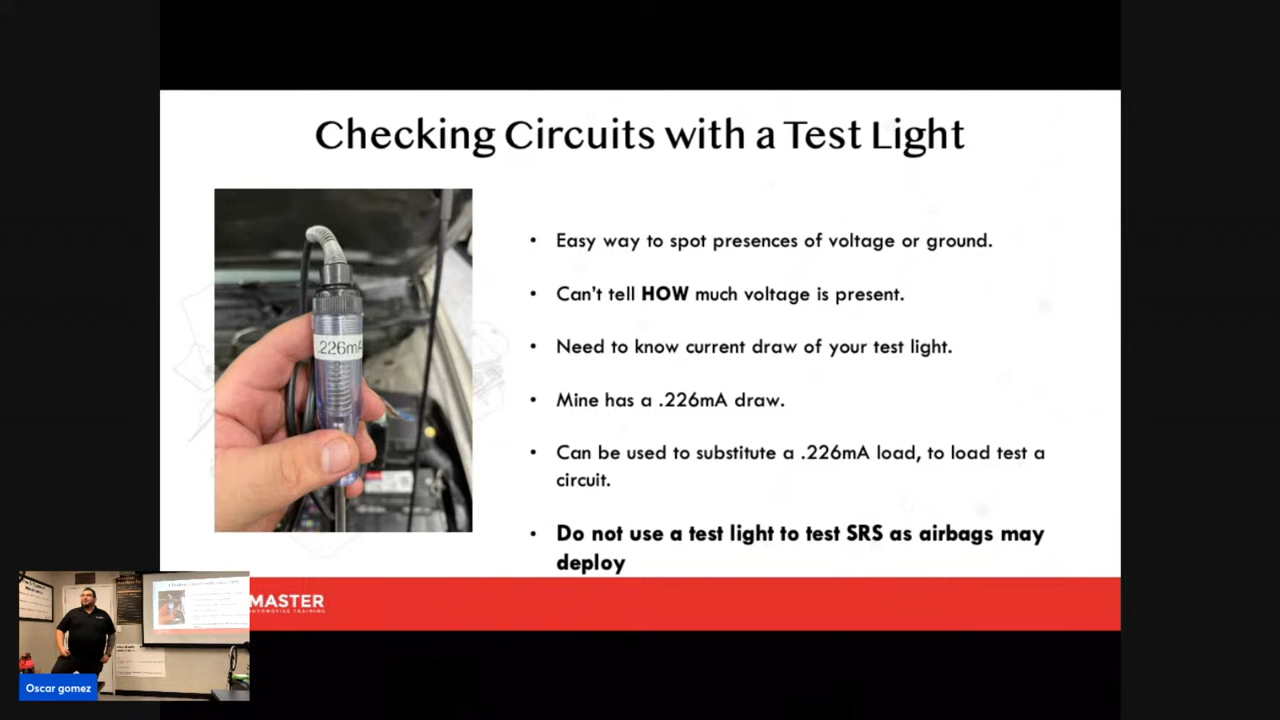 Checking Circuits with a Test Light
.226mA
• Easy way to spot presences of voltage or ground.
• Can't tell HOW much voltage is present.
• Need to know current draw of your test light.
• Mine has a .226mA draw.
• Can be used to substitute a .226mA load, to load test a
circuit.
• Do not use a test light to test SRS as airbags may
deploy
MASTER
AUTOMOTIVE TRAINING
Oscar gomez